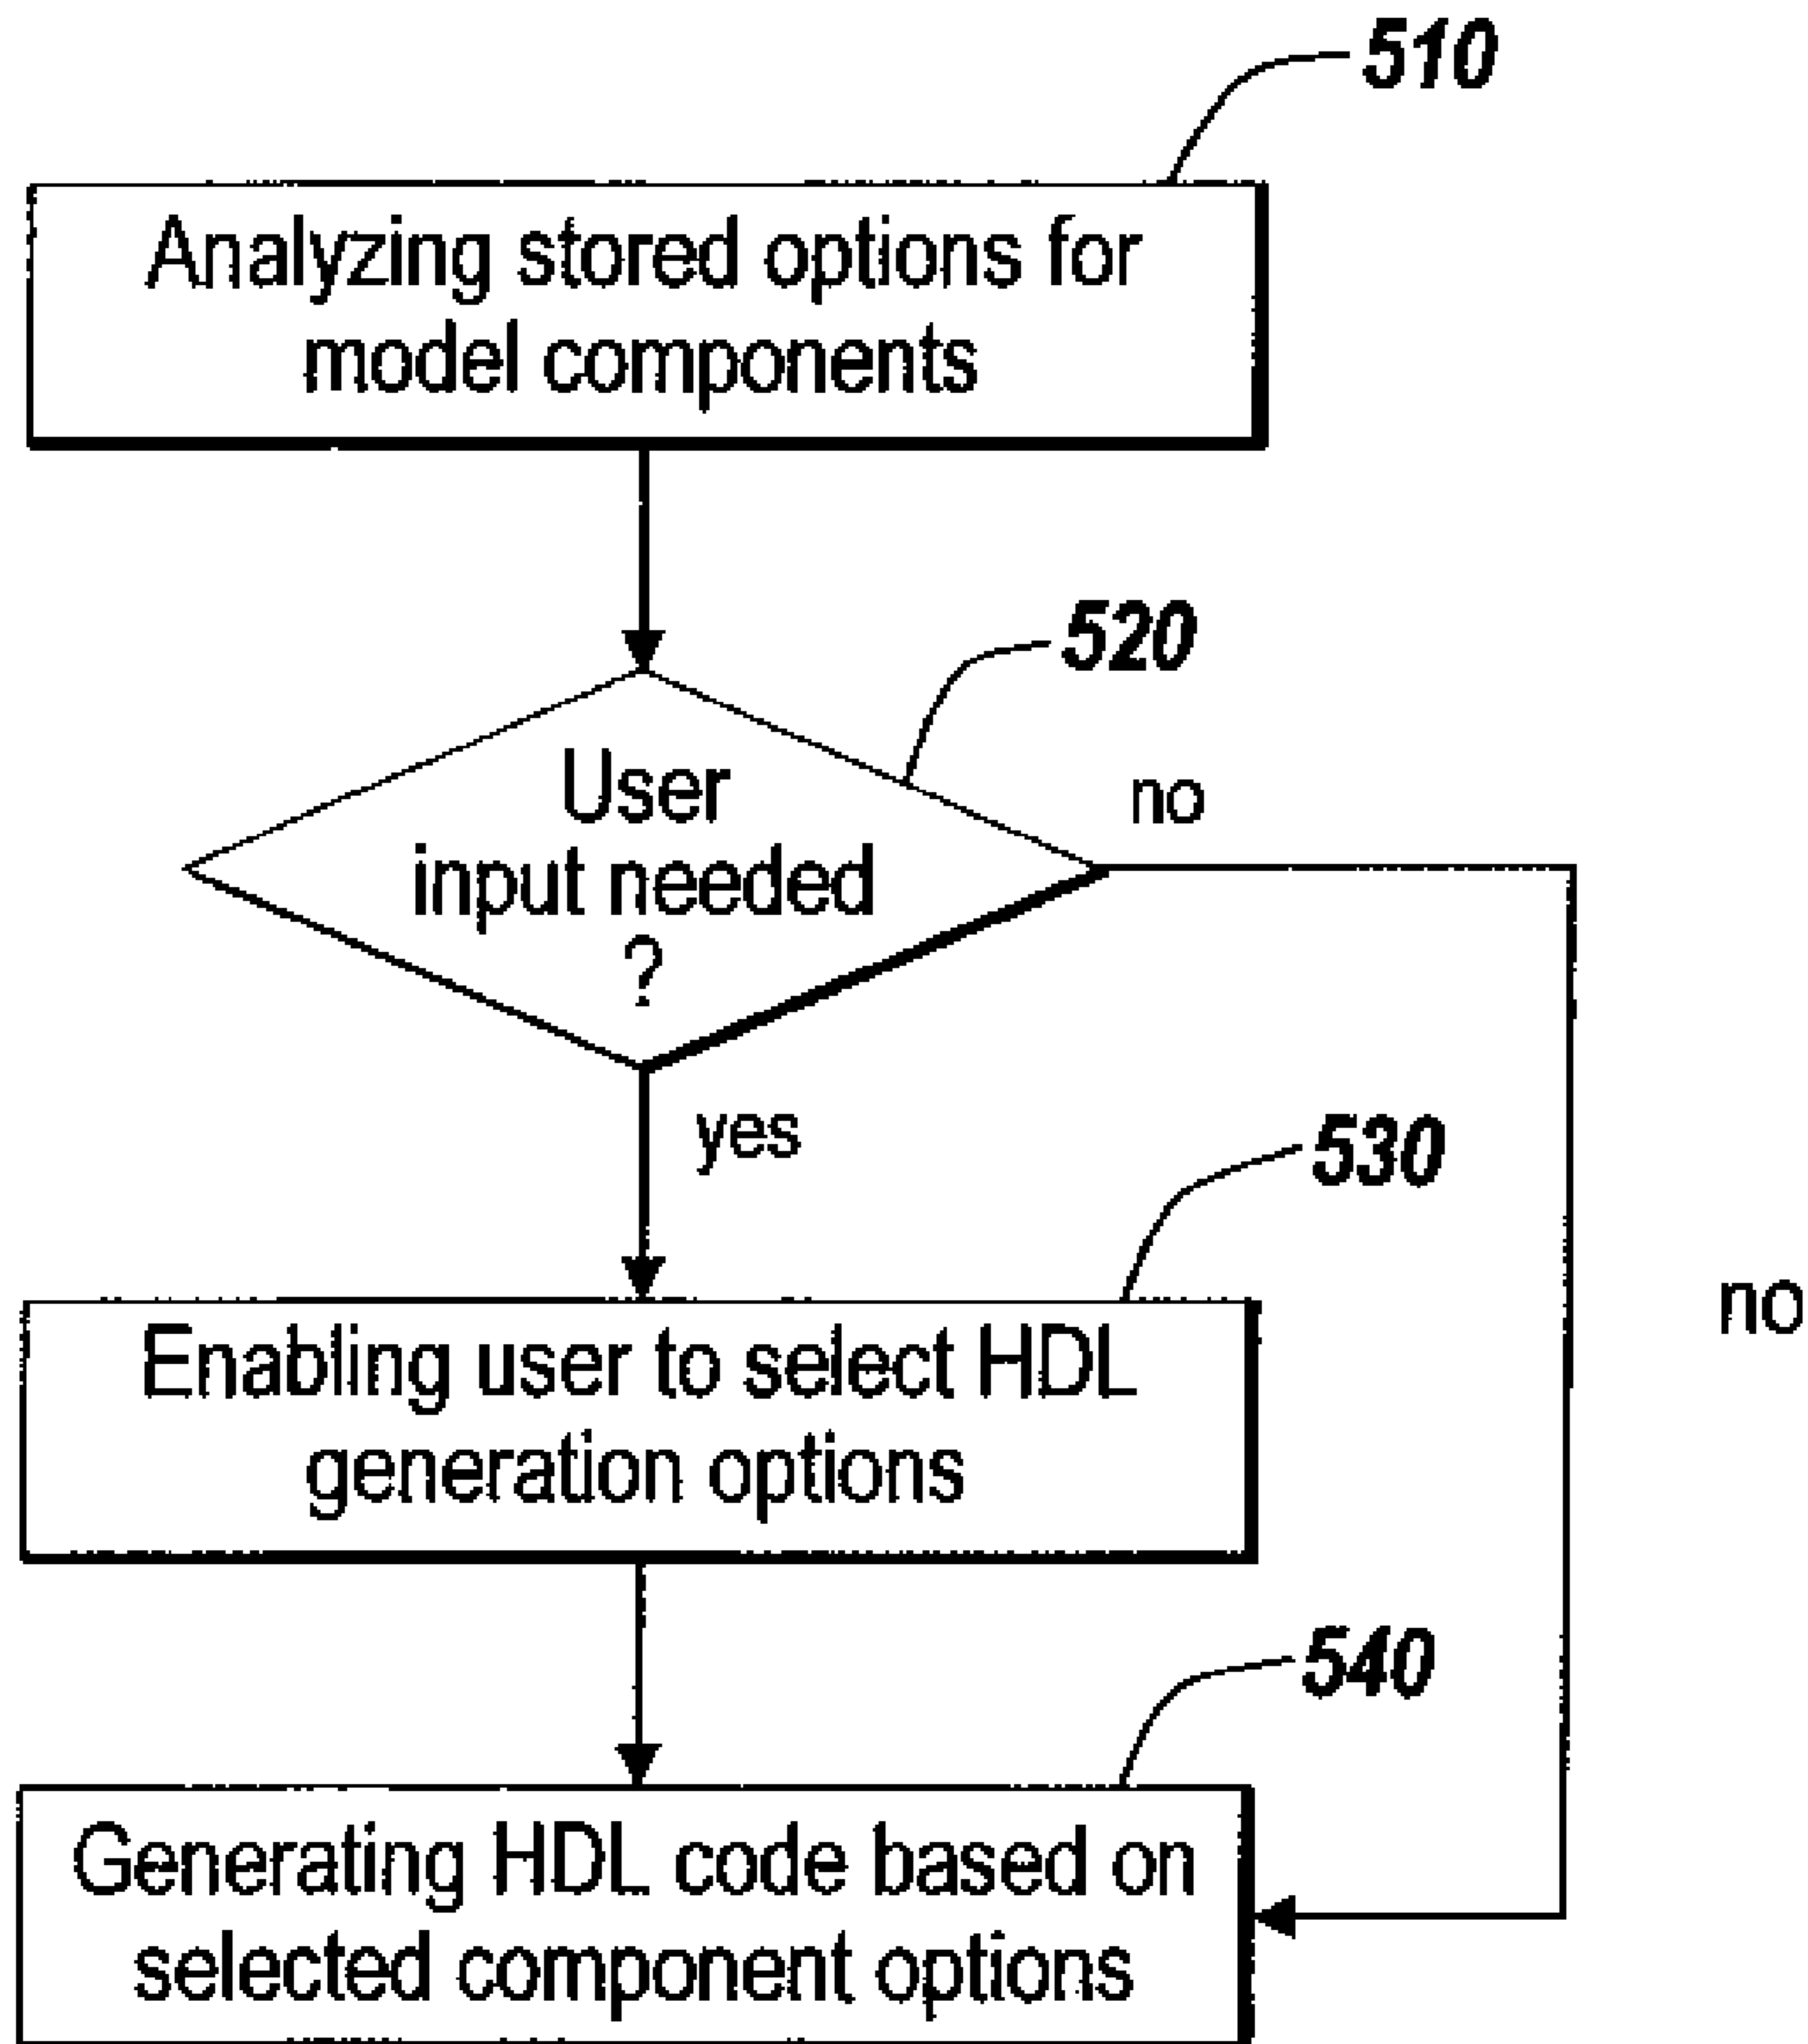 510
Analyzing stored options for
model components
520
User
input needed
?
no
yes
530
no
Enabling user to select HDL
generation options
540
Generating HDL code based on
selected component options